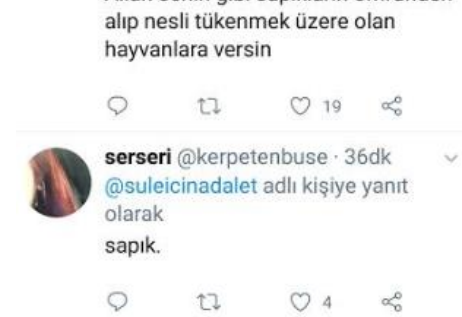 alıp nesli tükenmek üzere olan
hayvanlara versin
19
serseri @kerpetenbuse · 36dk
@suleicinadalet adlı kişiye yanıt
olarak
sapık.
4